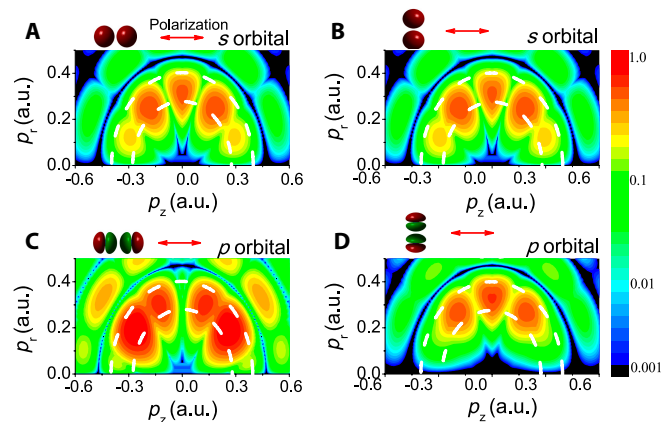 A
Polarization
s orbital
B
s orbital
0.4
0.2
0.0
p_r (a.u.)
-0.6 -0.3 0.0 0.3 0.6
p_z (a.u.)
0.4
0.2
0.0
p_r (a.u.)
-0.6 -0.3 0.0 0.3 0.6
p_z (a.u.)
C
p orbital
D
p orbital
0.4
0.2
0.0
p_r (a.u.)
-0.6 -0.3 0.0 0.3 0.6
p_z (a.u.)
0.4
0.2
0.0
p_r (a.u.)
-0.6 -0.3 0.0 0.3 0.6
p_z (a.u.)
1.0
0.1
0.01
0.001